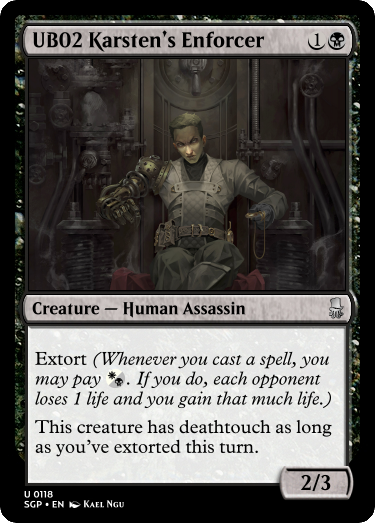 UB02 Karsten's Enforcer 1
Creature — Human Assassin
Extort (Whenever you cast a spell, you
may pay . If you do, each opponent
loses 1 life and you gain that much life.)
This creature has deathtouch as long
as you've extorted this turn.
2/3
U 0118
SGP • EN Kael Ngu